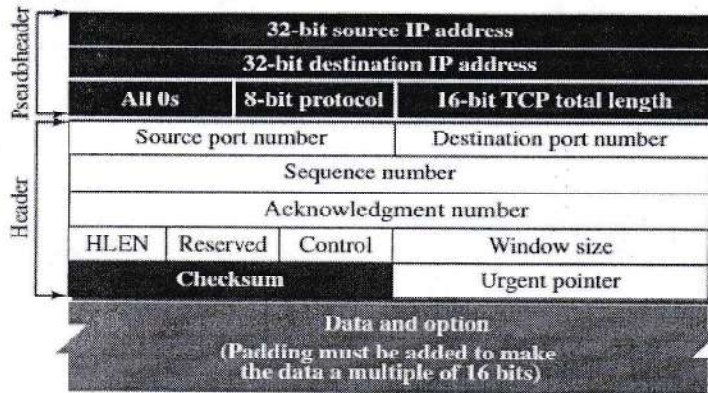 Pseudoheader
32-bit source IP address
32-bit destination IP address
All 0s 8-bit protocol 16-bit TCP total length
Header
Source port number Destination port number
Sequence number
Acknowledgment number
HLEN Reserved Control Window size
Checksum Urgent pointer
Data and option
(Padding must be added to make
the data a multiple of 16 bits)